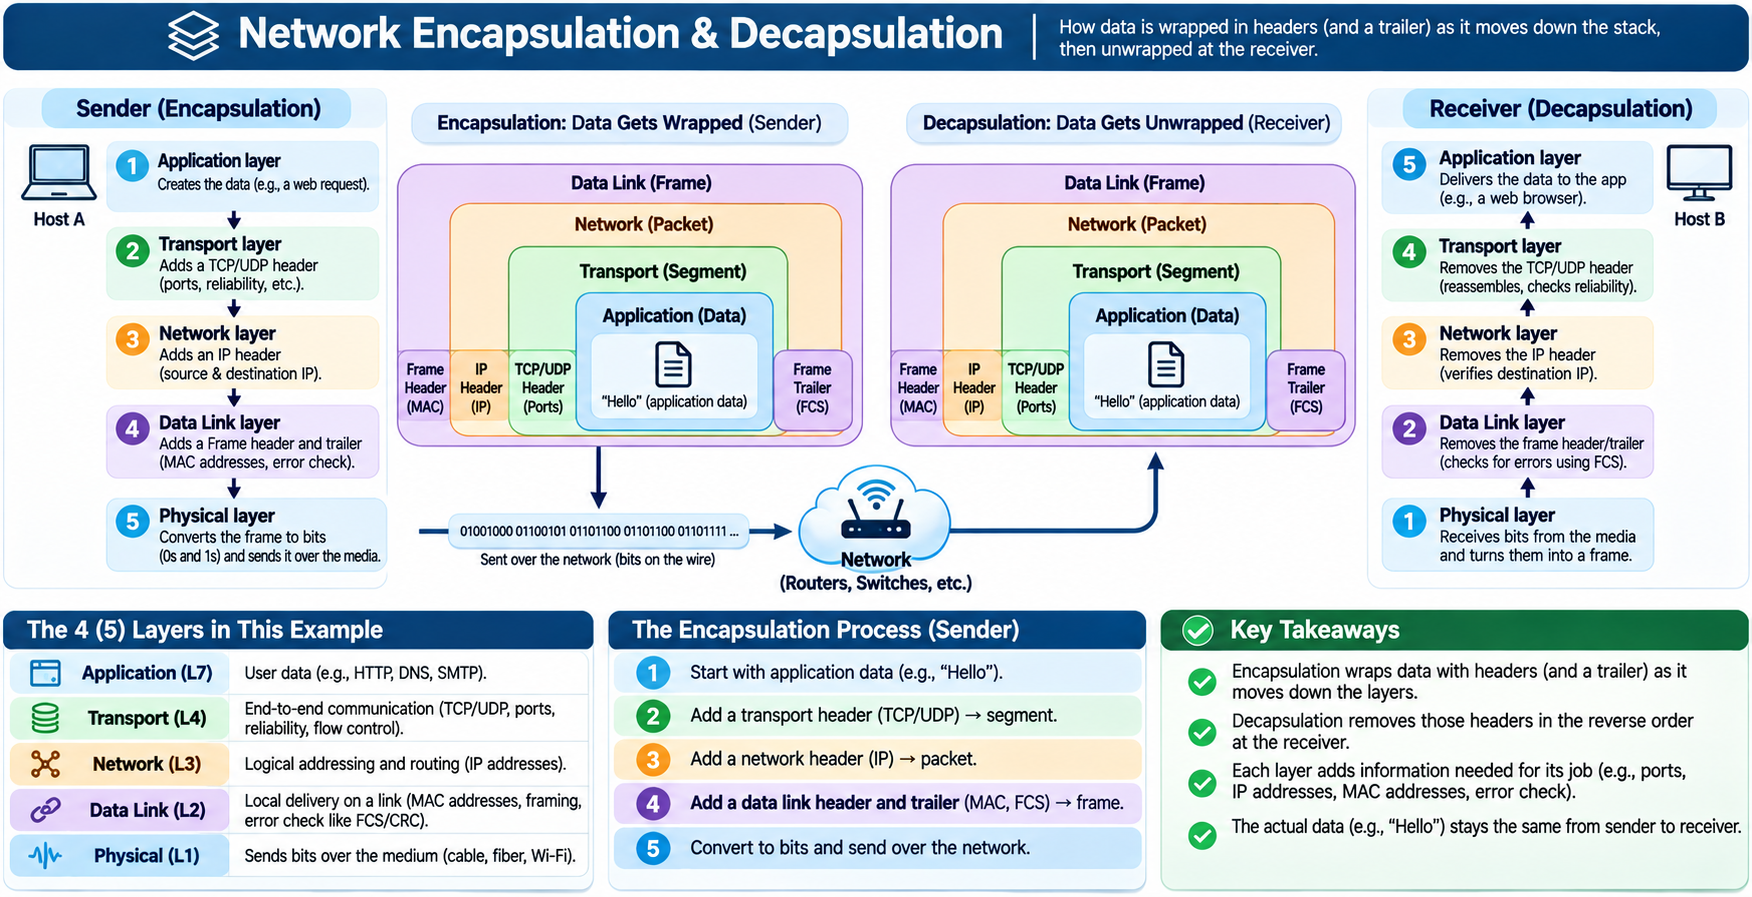 Network Encapsulation & Decapsulation
How data is wrapped in headers (and a trailer) as it moves down the stack,
then unwrapped at the receiver.
Sender (Encapsulation)
Host A
1
Application layer
Creates the data (e.g., a web request).
2
Transport layer
Adds a TCP/UDP header
(ports, reliability, etc.).
3
Network layer
Adds an IP header
(source & destination IP).
4
Data Link layer
Adds a Frame header and trailer
(MAC addresses, error check).
5
Physical layer
Converts the frame to bits
(0s and 1s) and sends it over the media.
Encapsulation: Data Gets Wrapped (Sender)
Data Link (Frame)
Network (Packet)
Transport (Segment)
Application (Data)
"Hello" (application data)
Frame
Header
(MAC)
IP
Header
(IP)
TCP/UDP
Header
(Ports)
Frame
Trailer
(FCS)
01001000 01100101 01101100 01101100 01101111 ...
Sent over the network (bits on the wire)
Network
(Routers, Switches, etc.)
Decapsulation: Data Gets Unwrapped (Receiver)
Data Link (Frame)
Network (Packet)
Transport (Segment)
Application (Data)
"Hello" (application data)
Frame
Header
(MAC)
IP
Header
(IP)
TCP/UDP
Header
(Ports)
Frame
Trailer
(FCS)
Receiver (Decapsulation)
Host B
5
Application layer
Delivers the data to the app
(e.g., a web browser).
4
Transport layer
Removes the TCP/UDP header
(reassembles, checks reliability).
3
Network layer
Removes the IP header
(verifies destination IP).
2
Data Link layer
Removes the frame header/trailer
(checks for errors using FCS).
1
Physical layer
Receives bits from the media
and turns them into a frame.
The 4 (5) Layers in This Example
Application (L7)
User data (e.g., HTTP, DNS, SMTP).
Transport (L4)
End-to-end communication (TCP/UDP, ports,
reliability, flow control).
Network (L3)
Logical addressing and routing (IP addresses).
Data Link (L2)
Local delivery on a link (MAC addresses, framing,
error check like FCS/CRC).
Physical (L1)
Sends bits over the medium (cable, fiber, Wi-Fi).
The Encapsulation Process (Sender)
1 Start with application data (e.g., "Hello").
2 Add a transport header (TCP/UDP) → segment.
3 Add a network header (IP) → packet.
4 Add a data link header and trailer (MAC, FCS) → frame.
5 Convert to bits and send over the network.
Key Takeaways
Encapsulation wraps data with headers (and a trailer) as it
moves down the layers.
Decapsulation removes those headers in the reverse order
at the receiver.
Each layer adds information needed for its job (e.g., ports,
IP addresses, MAC addresses, error check).
The actual data (e.g., "Hello") stays the same from sender to receiver.